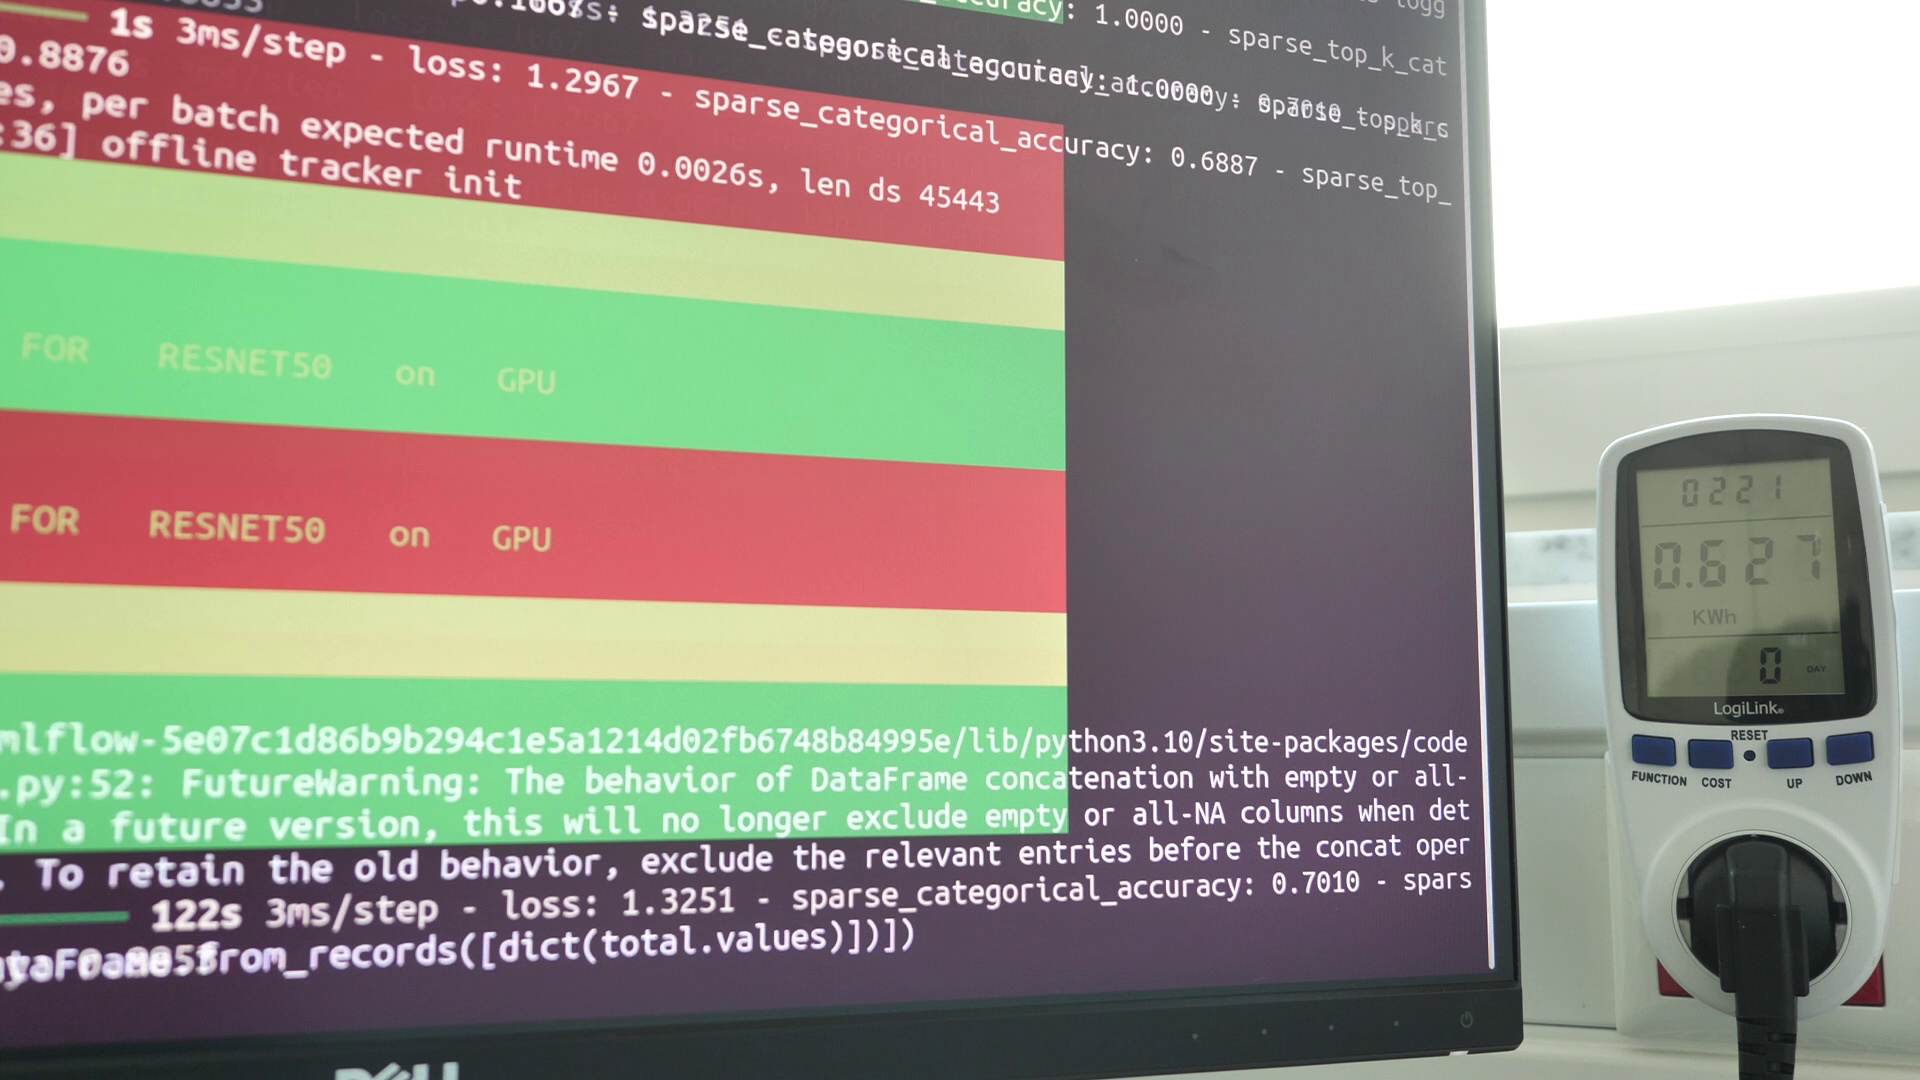 accuracy: 1.0000 - sparse_top_k_cat
1s 3ms/step - loss: 1.2967 - sparse_categorical_accuracy: 0.6887 - sparse_top_
0.8876
es, per batch expected runtime 0.0026s, len ds 45443
:36] offline tracker init
FOR RESNET50 on GPU
FOR RESNET50 on GPU
mlflow-5e07c1d86b9b294c1e5a1214d02fb6748b84995e/lib/python3.10/site-packages/code
.py:52: FutureWarning: The behavior of DataFrame concatenation with empty or all-
In a future version, this will no longer exclude empty or all-NA columns when det
. To retain the old behavior, exclude the relevant entries before the concat oper
122s 3ms/step - loss: 1.3251 - sparse_categorical_accuracy: 0.7010 - spars
from_records([dict(total.values)])])
DELL
0221
0.627
KWh
0 DAY
LogiLink
RESET
FUNCTION COST UP DOWN